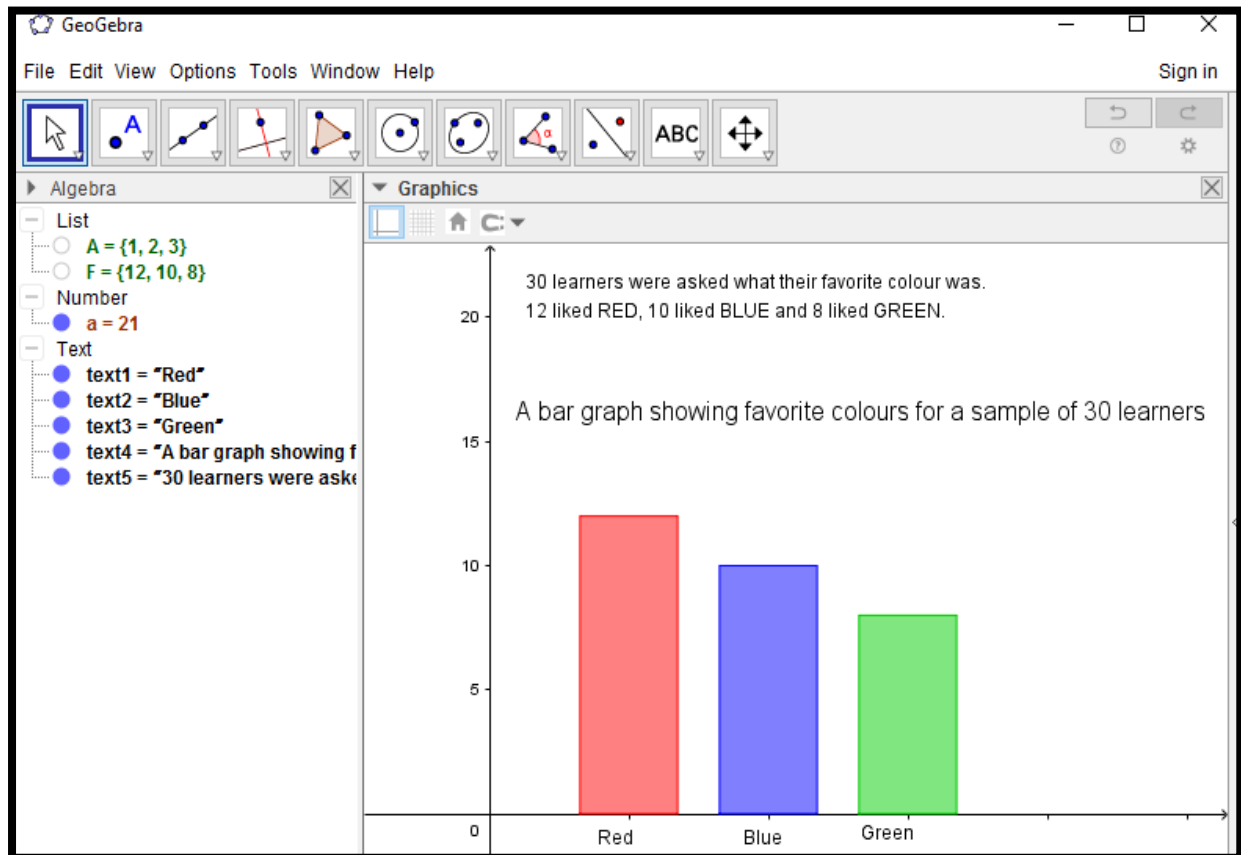 GeoGebra
File Edit View Options Tools Window Help Sign in
A
α
ABC
Algebra
Graphics
List
A = {1, 2, 3}
F = {12, 10, 8}
Number
a = 21
Text
text1 = "Red"
text2 = "Blue"
text3 = "Green"
text4 = "A bar graph showing f
text5 = "30 learners were aske
30 learners were asked what their favorite colour was.
12 liked RED, 10 liked BLUE and 8 liked GREEN.
A bar graph showing favorite colours for a sample of 30 learners
20
15
10
5
0
Red Blue Green